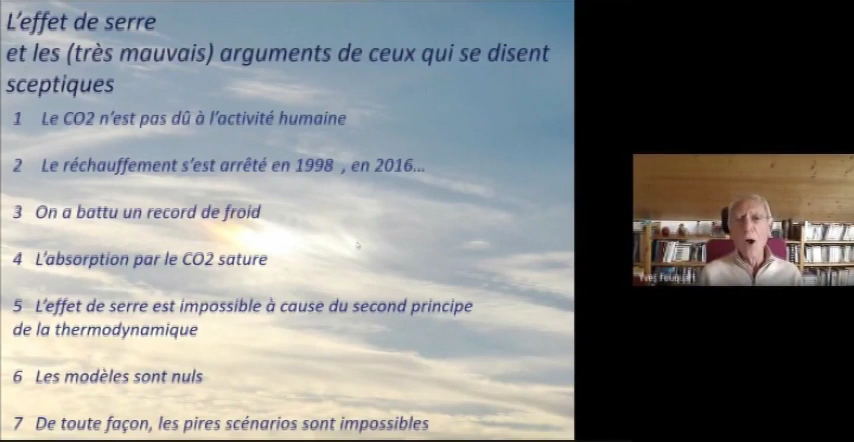 L'effet de serre
et les (très mauvais) arguments de ceux qui se disent
sceptiques
1 Le CO2 n'est pas dû à l'activité humaine
2 Le réchauffement s'est arrêté en 1998 , en 2016...
3 On a battu un record de froid
4 L'absorption par le CO2 sature
5 L'effet de serre est impossible à cause du second principe
de la thermodynamique
6 Les modèles sont nuls
7 De toute façon, les pires scénarios sont impossibles
Yves Fouquart